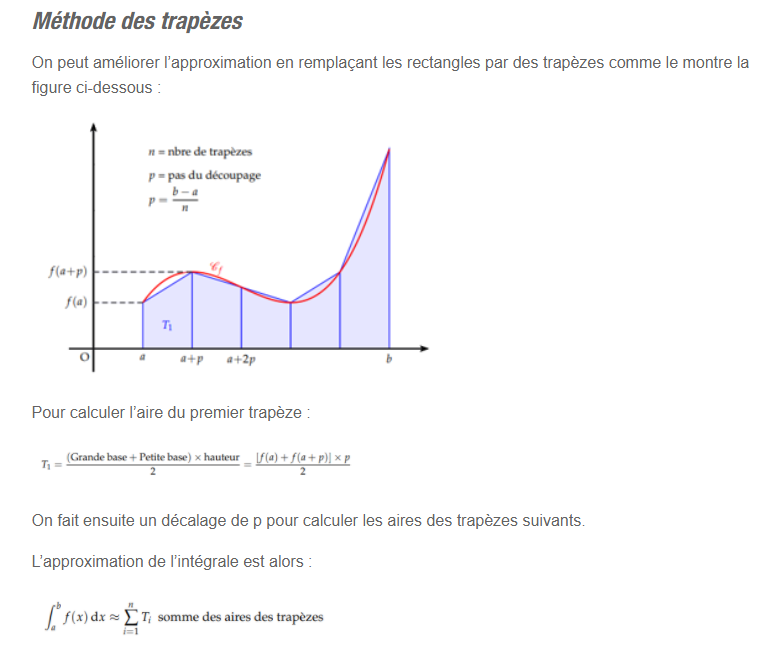 Méthode des trapèzes
On peut améliorer l’approximation en remplaçant les rectangles par des trapèzes comme le montre la
figure ci-dessous :
n = nbre de trapèzes
p = pas du découpage
p = (b − a)/n
f(a+p)
𝒞f
f(a)
T₁
O
a
a+p
a+2p
b
Pour calculer l’aire du premier trapèze :
T₁ = (Grande base + Petite base) × hauteur / 2 = [f(a) + f(a + p)] × p / 2
On fait ensuite un décalage de p pour calculer les aires des trapèzes suivants.
L’approximation de l’intégrale est alors :
∫ₐᵇ f(x) dx ≈ ∑ᵢ₌₁ⁿ Tᵢ somme des aires des trapèzes